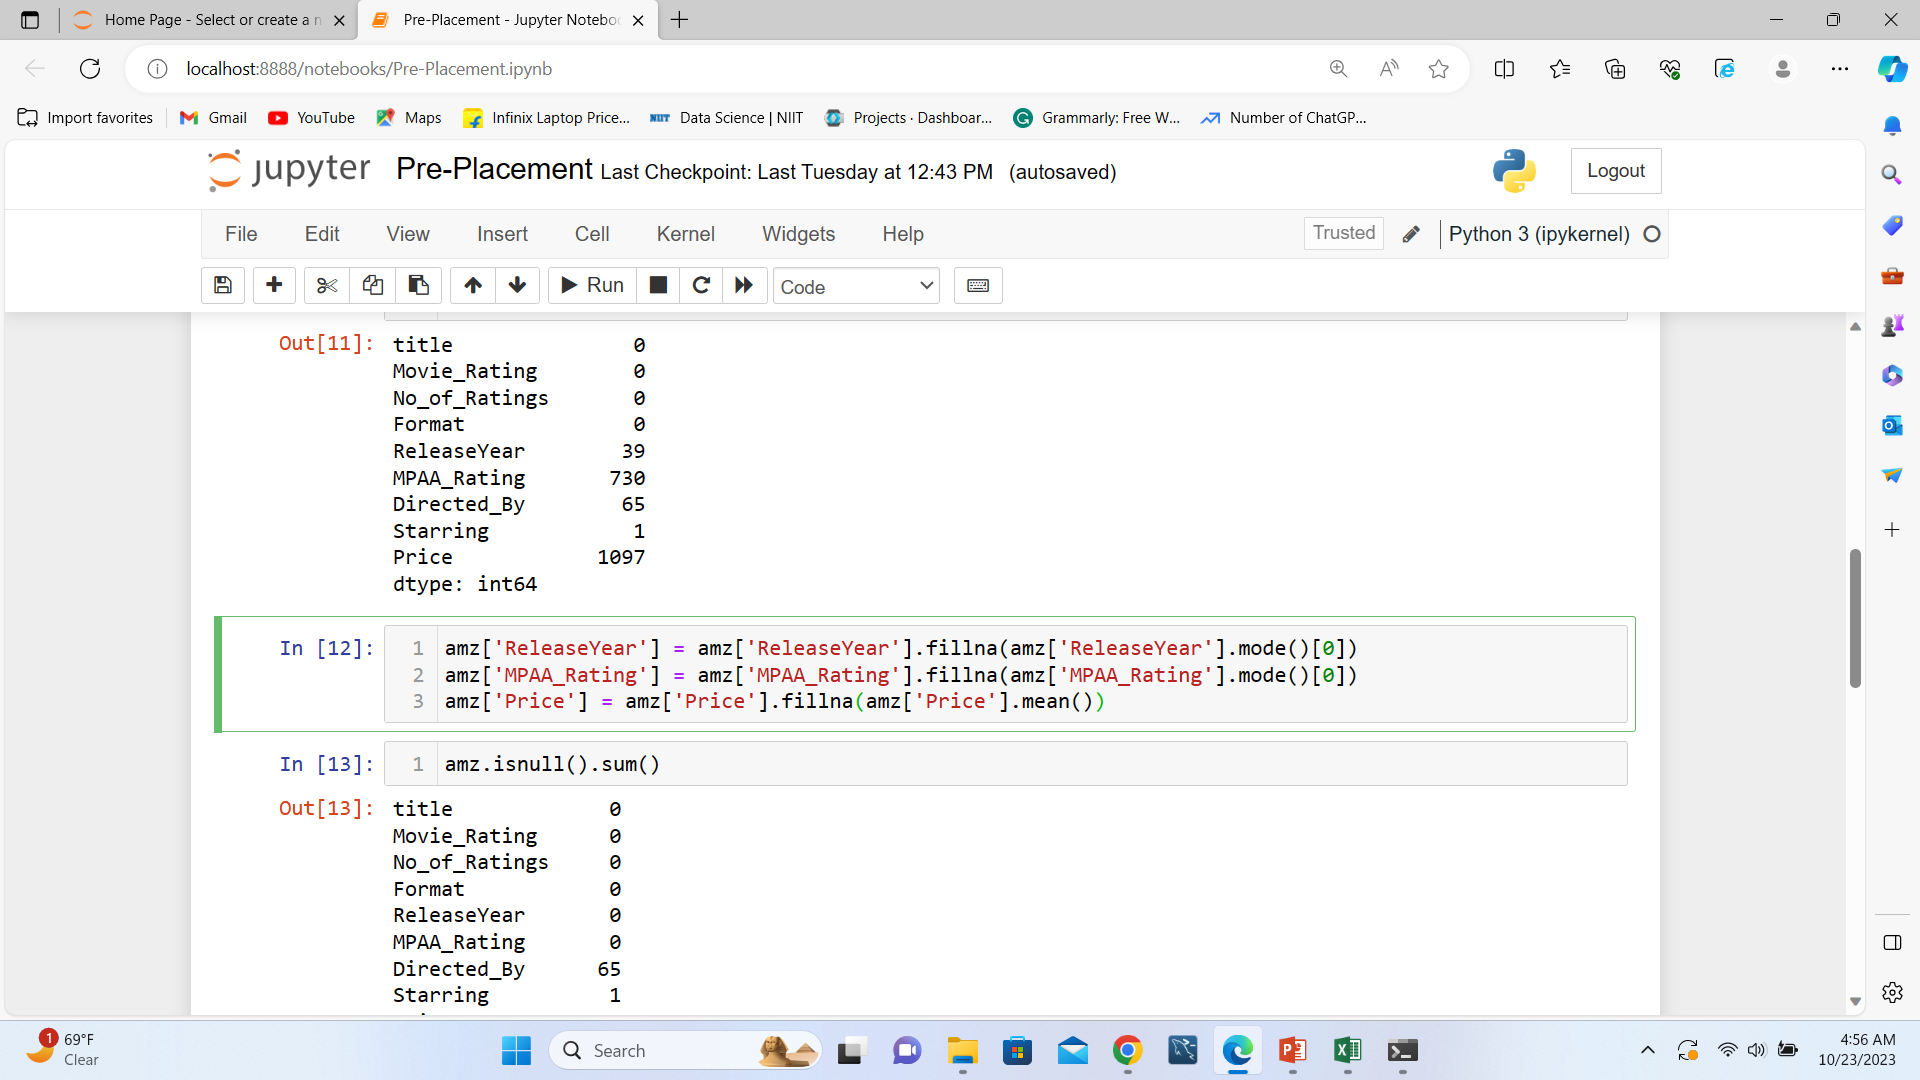 Home Page - Select or create a n
Pre-Placement - Jupyter Notebo
localhost:8888/notebooks/Pre-Placement.ipynb
Import favorites
Gmail
YouTube
Maps
Infinix Laptop Price...
NIIT Data Science | NIIT
Projects · Dashboar...
Grammarly: Free W...
Number of ChatGP...
jupyter Pre-Placement Last Checkpoint: Last Tuesday at 12:43 PM (autosaved)
Logout
File Edit View Insert Cell Kernel Widgets Help
Trusted
Python 3 (ipykernel)
Run
Code
Out[11]: title 0
Movie_Rating 0
No_of_Ratings 0
Format 0
ReleaseYear 39
MPAA_Rating 730
Directed_By 65
Starring 1
Price 1097
dtype: int64
In [12]: 1 amz['ReleaseYear'] = amz['ReleaseYear'].fillna(amz['ReleaseYear'].mode()[0])
2 amz['MPAA_Rating'] = amz['MPAA_Rating'].fillna(amz['MPAA_Rating'].mode()[0])
3 amz['Price'] = amz['Price'].fillna(amz['Price'].mean())
In [13]: 1 amz.isnull().sum()
Out[13]: title 0
Movie_Rating 0
No_of_Ratings 0
Format 0
ReleaseYear 0
MPAA_Rating 0
Directed_By 65
Starring 1
1
69°F
Clear
Search
4:56 AM
10/23/2023